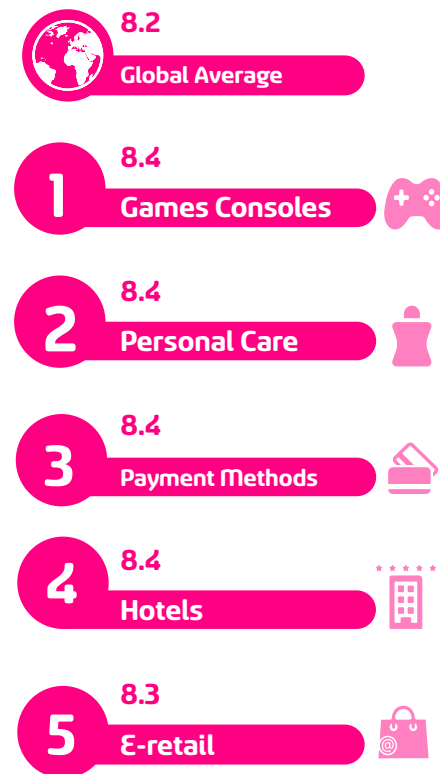 8.2
Global Average
1
8.4
Games Consoles
2
8.4
Personal Care
3
8.4
Payment Methods
4
8.4
Hotels
5
8.3
E-retail
@